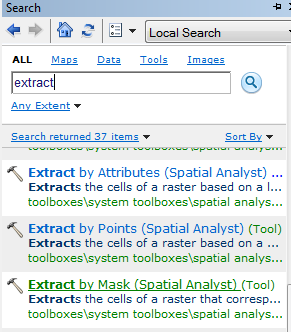 Search
Local Search
ALL Maps Data Tools Images
extract
Any Extent
Search returned 37 items Sort By
toolboxes\system toolboxes\spatial analys...
Extract by Attributes (Spatial Analyst) ...
Extracts the cells of a raster based on a l...
toolboxes\system toolboxes\spatial analys...
Extract by Points (Spatial Analyst) (Tool)
Extracts the cells of a raster based on a ...
toolboxes\system toolboxes\spatial analys...
Extract by Mask (Spatial Analyst) (Tool)
Extracts the cells of a raster that corresp...
toolboxes\system toolboxes\spatial analys...